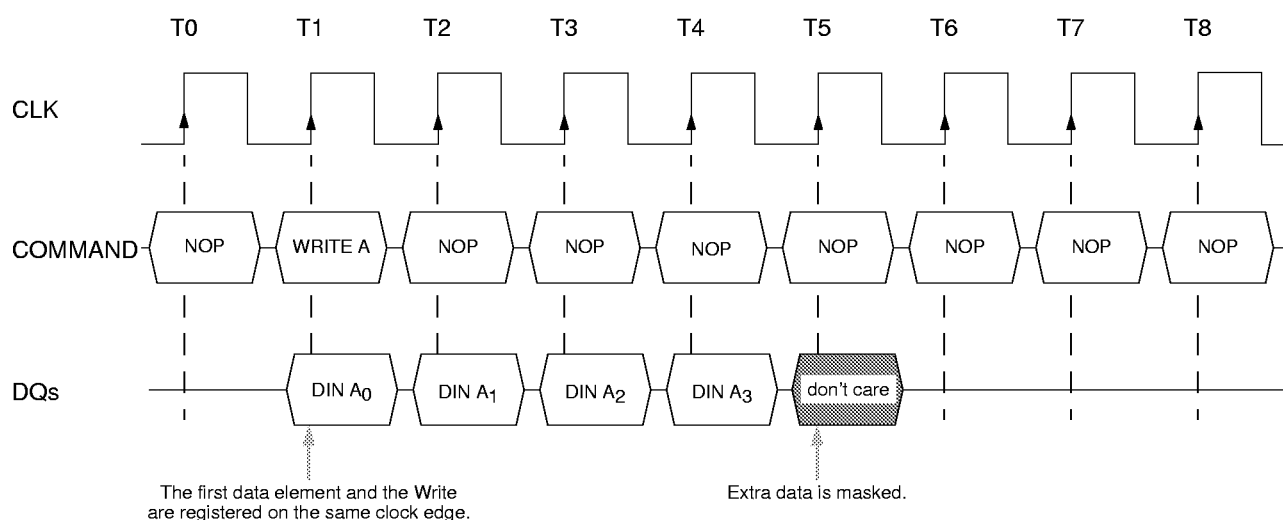 T0 T1 T2 T3 T4 T5 T6 T7 T8
CLK
COMMAND NOP WRITE A NOP NOP NOP NOP NOP NOP NOP
DQs DIN A0 DIN A1 DIN A2 DIN A3 don't care
The first data element and the Write
are registered on the same clock edge.
Extra data is masked.